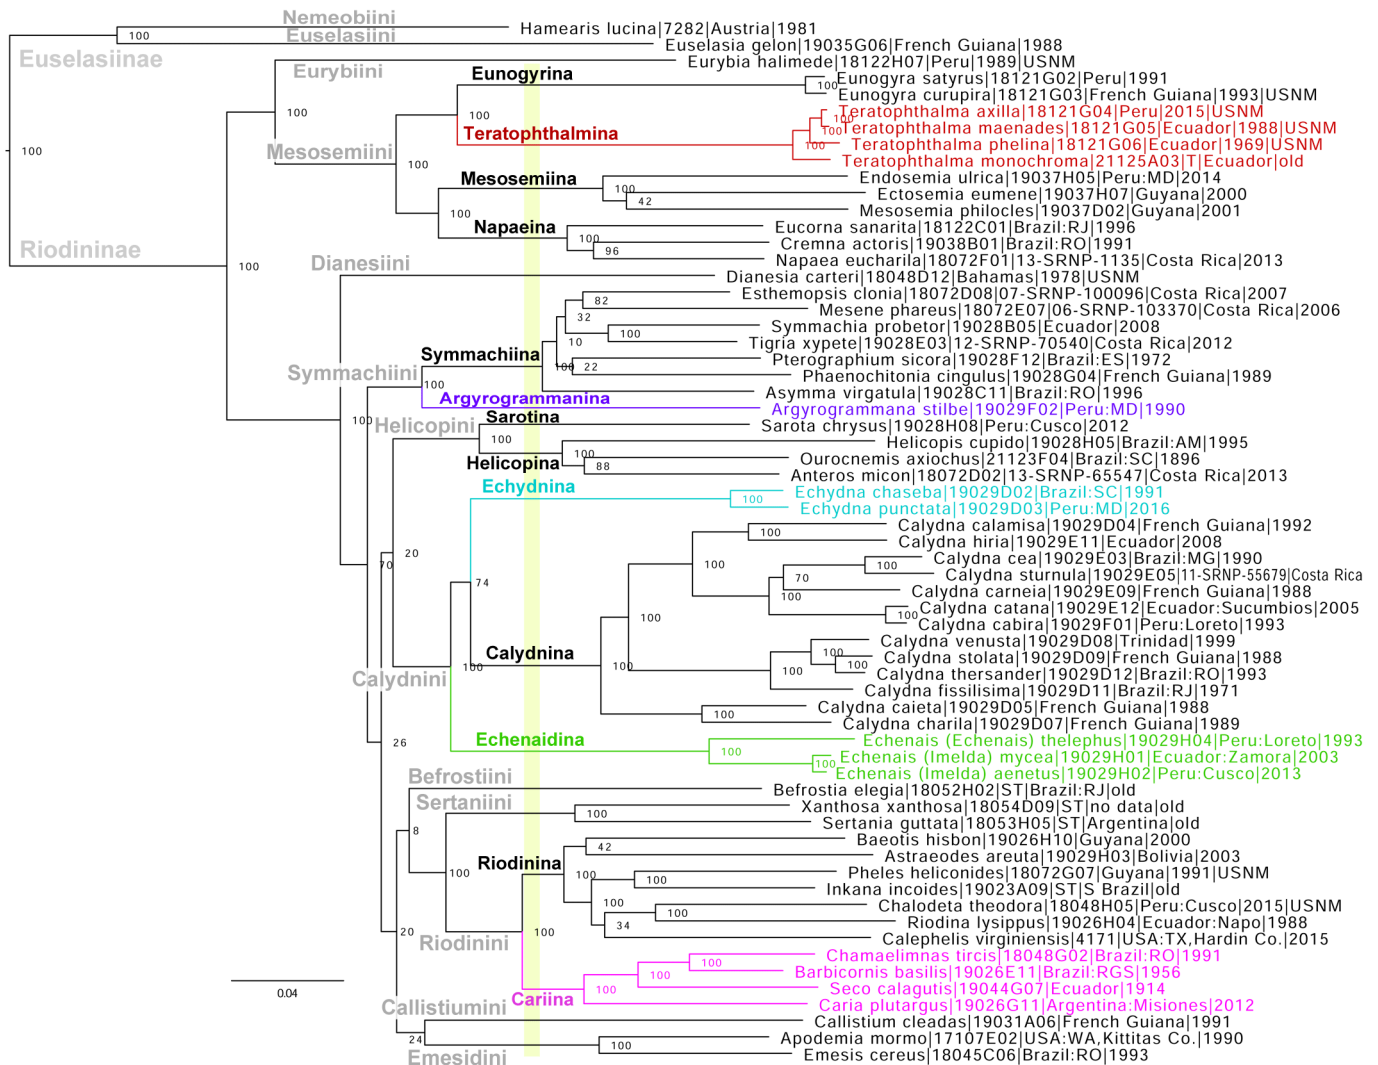 Nemeobiini
Hamearis lucina|7282|Austria|1981
100
Euselasiini
Euselasia gelon|19035G06|French Guiana|1988
Euselasiinae
Eurybia halimede|18122H07|Peru|1989|USNM
Eurybiini
Eunogyrina
Eunogyra satyrus|18121G02|Peru|1991
100
Eunogyra curupira|18121G03|French Guiana|1993|USNM
100
100
Teratophthalma axilla|18121G04|Peru|2015|USNM
100
Teratophthalmina
Teratophthalma maenades|18121G05|Ecuador|1988|USNM
100
Teratophthalma phelina|18121G06|Ecuador|1969|USNM
100
100
Mesosemiini
Teratophthalma monochroma|21125A03|T|Ecuador|old
100
Mesosemiina
Endosemia ulrica|19037H05|Peru:MD|2014
100
Ectosemia eumene|19037H07|Guyana|2000
42
Mesosemia philocles|19037D02|Guyana|2001
100
Napaeina
Eucorna sanarita|18122C01|Brazil:RJ|1996
100
Cremna actoris|19038B01|Brazil:RO|1991
96
Riodininae
Napaea eucharila|18072F01|13-SRNP-1135|Costa Rica|2013
100
Dianesiini
Dianesia carteri|18048D12|Bahamas|1978|USNM
Esthemopsis clonia|18072D08|07-SRNP-100096|Costa Rica|2007
82
Mesene phareus|18072E07|06-SRNP-103370|Costa Rica|2006
32
Symmachia probetor|19028B05|Ecuador|2008
100
10
Tigria xypete|19028E03|12-SRNP-70540|Costa Rica|2012
Symmachiina
Pterographium sicora|19028F12|Brazil:ES|1972
100
22
Symmachiini
Phaenochitonia cingulus|19028G04|French Guiana|1989
100
Asymma virgatula|19028C11|Brazil:RO|1996
Argyrogrammanina
Argyrogrammana stilbe|19029F02|Peru:MD|1990
100
Sarotina
Helicopini
Sarota chrysus|19028H08|Peru:Cusco|2012
100
Helicopis cupido|19028H05|Brazil:AM|1995
100
Helicopina
Ourocnemis axiochus|21123F04|Brazil:SC|1896
88
Anteros micon|18072D02|13-SRNP-65547|Costa Rica|2013
Echydnina
Echydna chaseba|19029D02|Brazil:SC|1991
100
Echydna punctata|19029D03|Peru:MD|2016
Calydna calamisa|19029D04|French Guiana|1992
100
Calydna hiria|19029E11|Ecuador|2008
20
Calydna cea|19029E03|Brazil:MG|1990
70
100
100
Calydna sturnula|19029E05|11-SRNP-55679|Costa Rica
70
74
Calydna carneia|19029E09|French Guiana|1988
100
Calydna catana|19029E12|Ecuador:Sucumbios|2005
100
100
Calydna cabira|19029F01|Peru:Loreto|1993
Calydna venusta|19029D08|Trinidad|1999
100
Calydnina
Calydna stolata|19029D09|French Guiana|1988
100
100
100
100
Calydna thersander|19029D12|Brazil:RO|1993
Calydnini
Calydna fissilisima|19029D11|Brazil:RJ|1971
Calydna caieta|19029D05|French Guiana|1988
100
Calydna charila|19029D07|French Guiana|1989
26
Echenaidina
Echenais (Echenais) thelephus|19029H04|Peru:Loreto|1993
100
Echenais (Imelda) mycea|19029H01|Ecuador:Zamora|2003
100
Echenais (Imelda) aenetus|19029H02|Peru:Cusco|2013
Befrostiini
Befrostia elegia|18052H02|ST|Brazil:RJ|old
Sertaniini
Xanthosa xanthosa|18054D09|ST|no data|old
100
Sertania guttata|18053H05|ST|Argentina|old
8
Baeotis hisbon|19026H10|Guyana|2000
42
Riodinina
Astraeodes areuta|19029H03|Bolivia|2003
100
100
Pheles heliconides|18072G07|Guyana|1991|USNM
100
Inkana incoides|19023A09|ST|S Brazil|old
100
Chalodeta theodora|18048H05|Peru:Cusco|2015|USNM
100
Riodina lysippus|19026H04|Ecuador:Napo|1988
34
20
100
Riodinini
Calephelis virginiensis|4171|USA:TX,Hardin Co.|2015
Chamaelimnas tircis|18048G02|Brazil:RO|1991
100
Barbicornis basilis|19026E11|Brazil:RGS|1956
100
Seco calagutis|19044G07|Ecuador|1914
100
0.04
Cariina
Caria plutargus|19026G11|Argentina:Misiones|2012
Callistiumini
Callistium cleadas|19031A06|French Guiana|1991
24
Apodemia mormo|17107E02|USA:WA,Kittitas Co.|1990
100
Emesidini
Emesis cereus|18045C06|Brazil:RO|1993